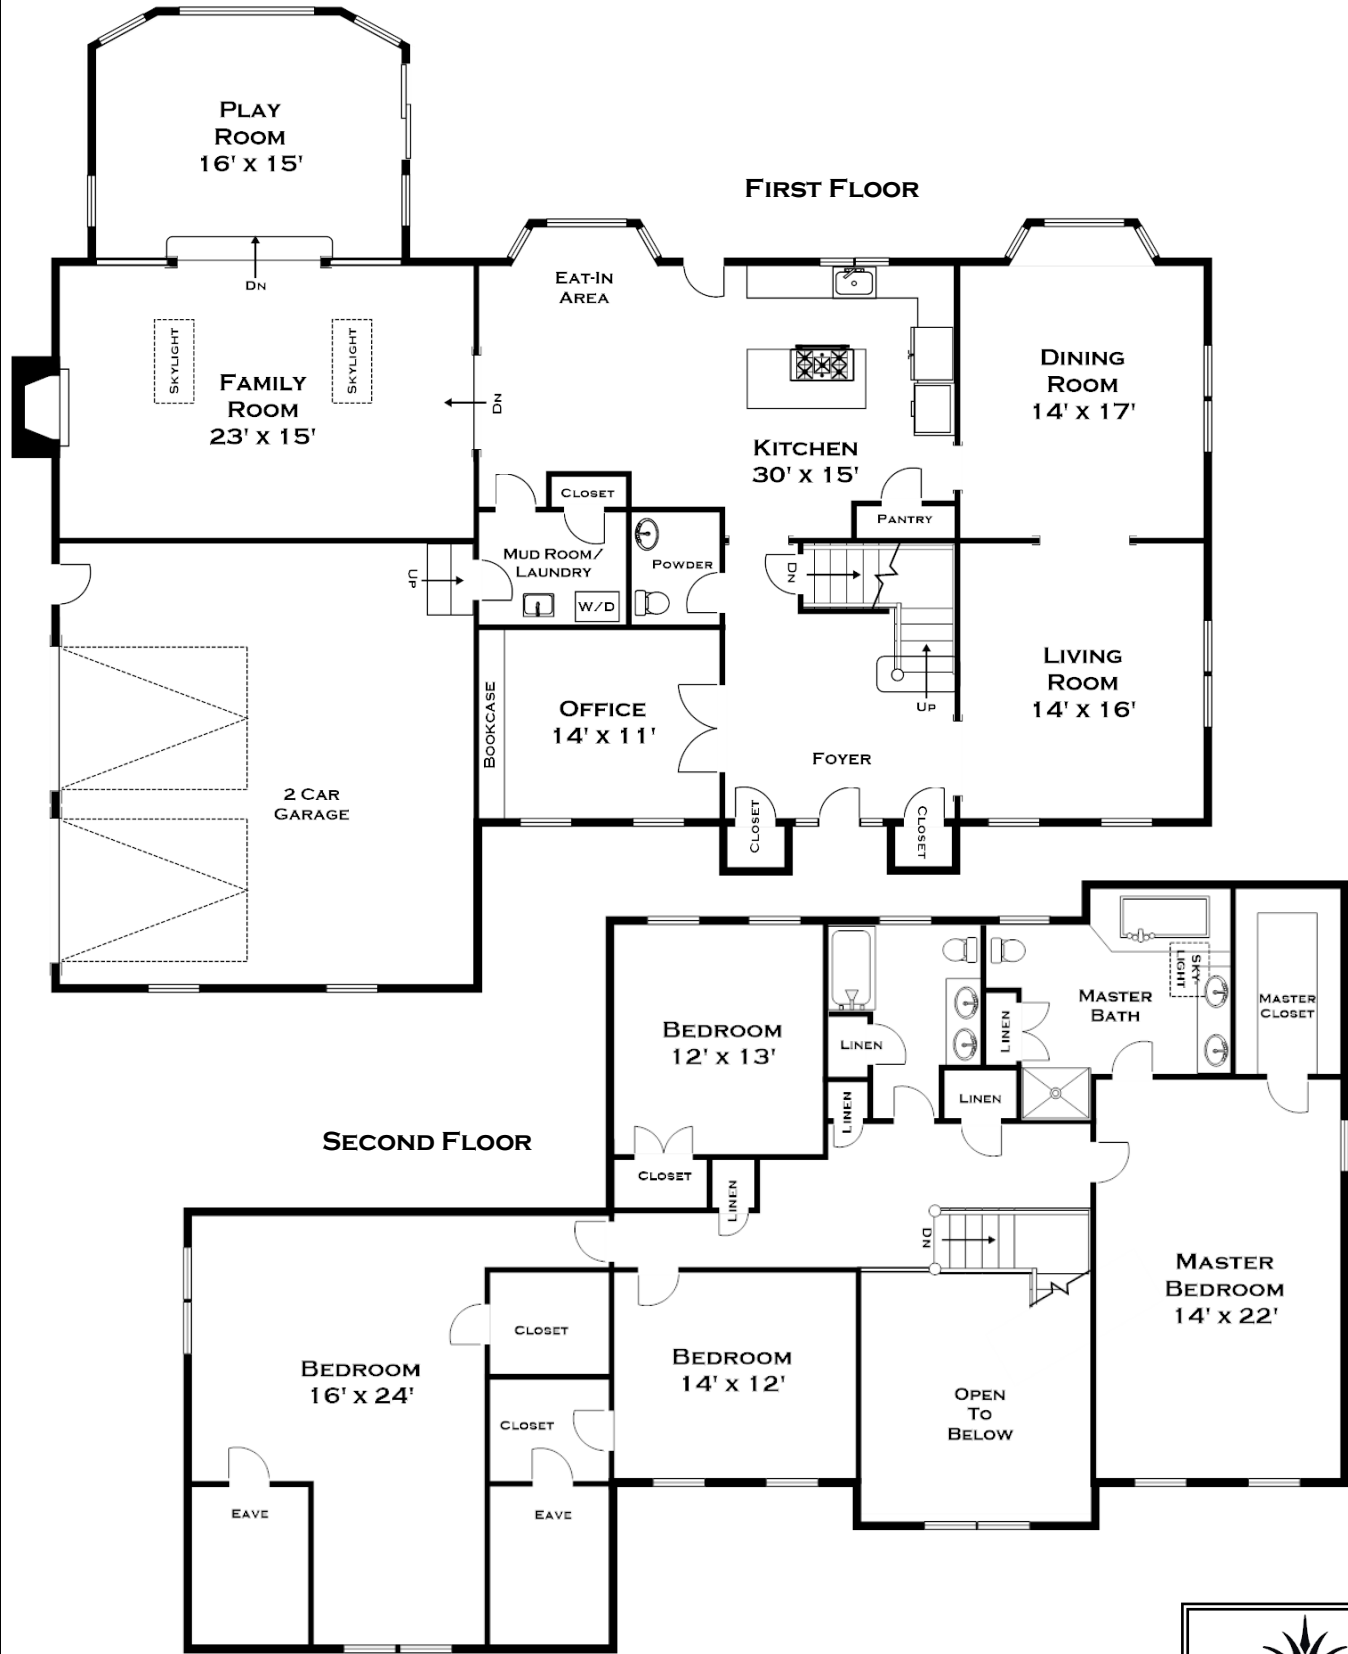 PLAY
ROOM
16' X 15'
FIRST FLOOR
DN
EAT-IN
AREA
SKYLIGHT
SKYLIGHT
FAMILY
ROOM
23' X 15'
DN
DINING
ROOM
14' X 17'
KITCHEN
30' X 15'
CLOSET
PANTRY
MUD ROOM/
LAUNDRY
W/D
POWDER
UP
DN
LIVING
ROOM
14' X 16'
UP
BOOKCASE
OFFICE
14' X 11'
FOYER
2 CAR
GARAGE
CLOSET
CLOSET
SKY-
LIGHT
MASTER
BATH
MASTER
CLOSET
BEDROOM
12' X 13'
LINEN
LINEN
LINEN
LINEN
SECOND FLOOR
CLOSET
LINEN
DN
MASTER
BEDROOM
14' X 22'
CLOSET
BEDROOM
16' X 24'
BEDROOM
14' X 12'
OPEN
TO
BELOW
CLOSET
EAVE
EAVE